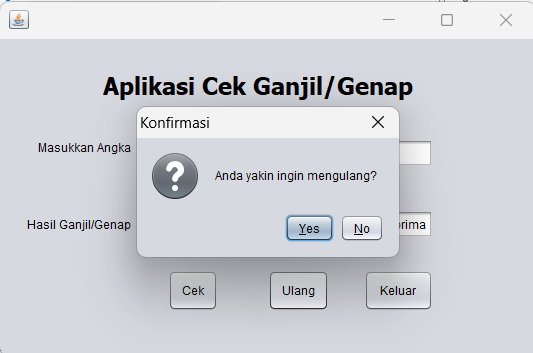 Aplikasi Cek Ganjil/Genap
Konfirmasi
Masukkan Angka
Anda yakin ingin mengulang?
Hasil Ganjil/Genap
Yes
No
Cek
Ulang
Keluar